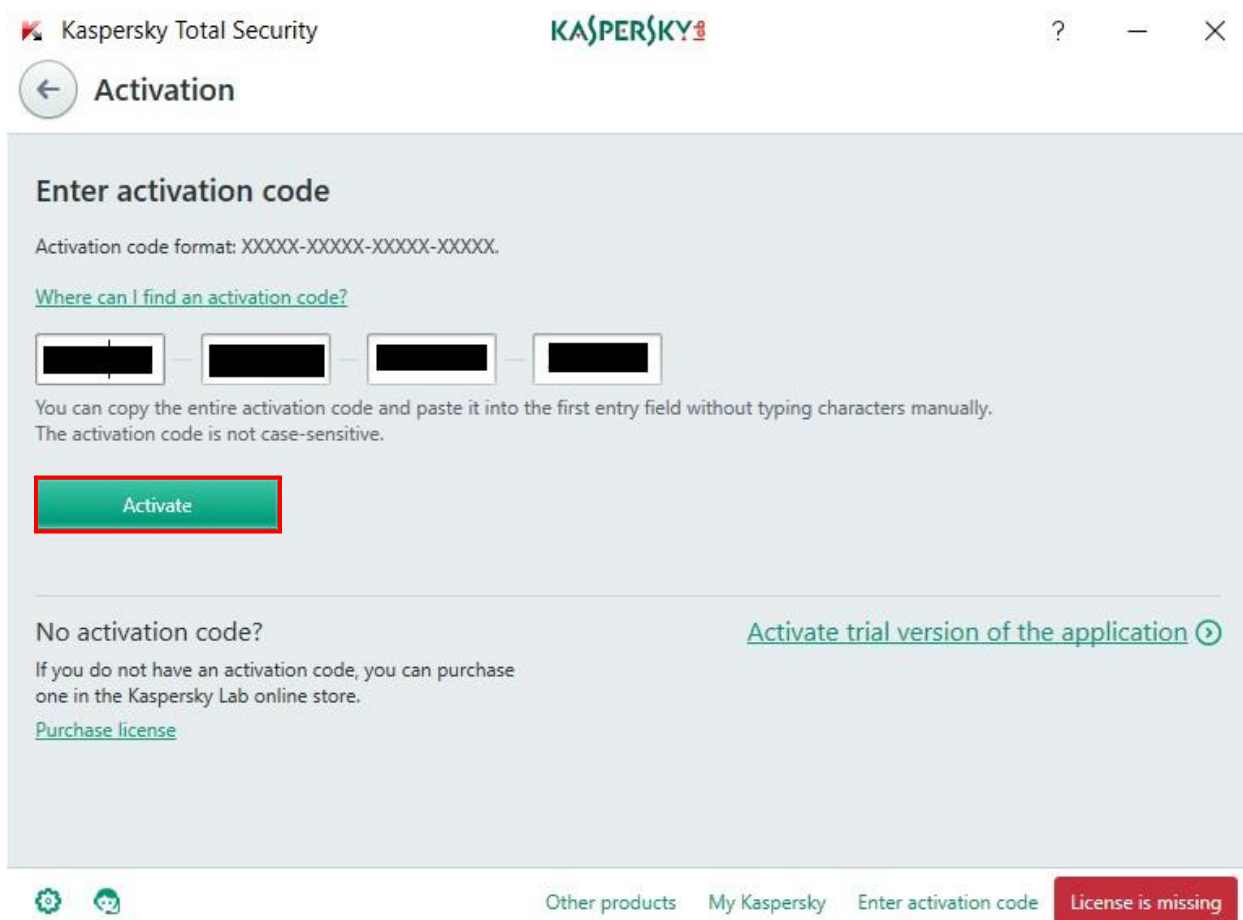 Kaspersky Total Security
KASPERSKY lab
?
Activation
Enter activation code
Activation code format: XXXXX-XXXXX-XXXXX-XXXXX.
Where can I find an activation code?
You can copy the entire activation code and paste it into the first entry field without typing characters manually.
The activation code is not case-sensitive.
Activate
No activation code?
Activate trial version of the application
If you do not have an activation code, you can purchase
one in the Kaspersky Lab online store.
Purchase license
Other products
My Kaspersky
Enter activation code
License is missing